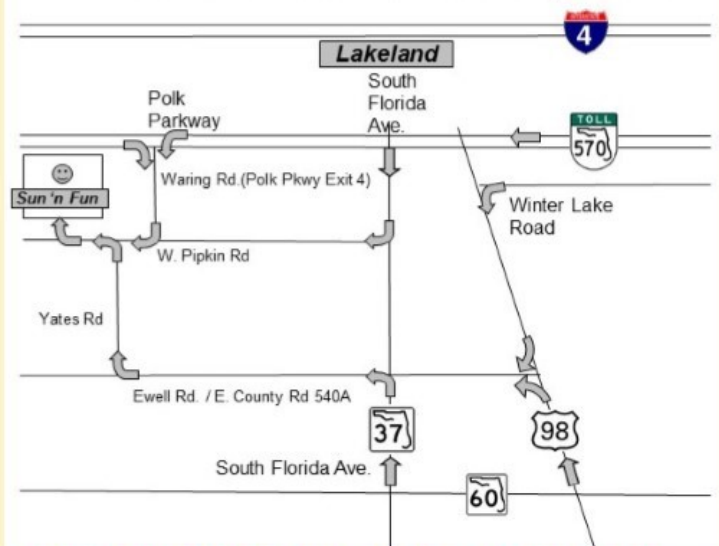 4
Lakeland
South
Florida
Ave.
Polk
Parkway
TOLL
570
Waring Rd.(Polk Pkwy Exit 4)
Sun 'n Fun
Winter Lake
Road
W. Pipkin Rd
Yates Rd
Ewell Rd. / E. County Rd 540A
37
98
South Florida Ave.
60